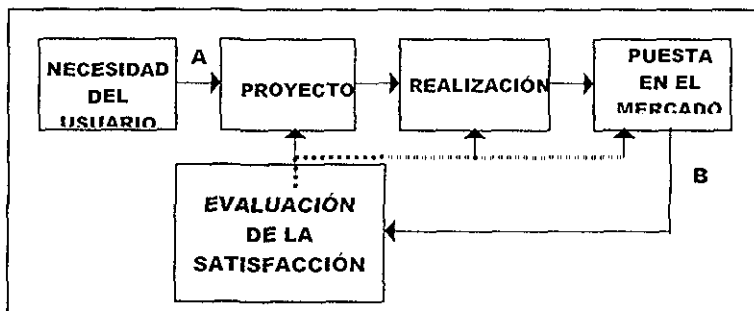 NECESIDAD
DEL
USUARIO
A
PROYECTO
REALIZACIÓN
PUESTA
EN EL
MERCADO
B
EVALUACIÓN
DE LA
SATISFACCIÓN